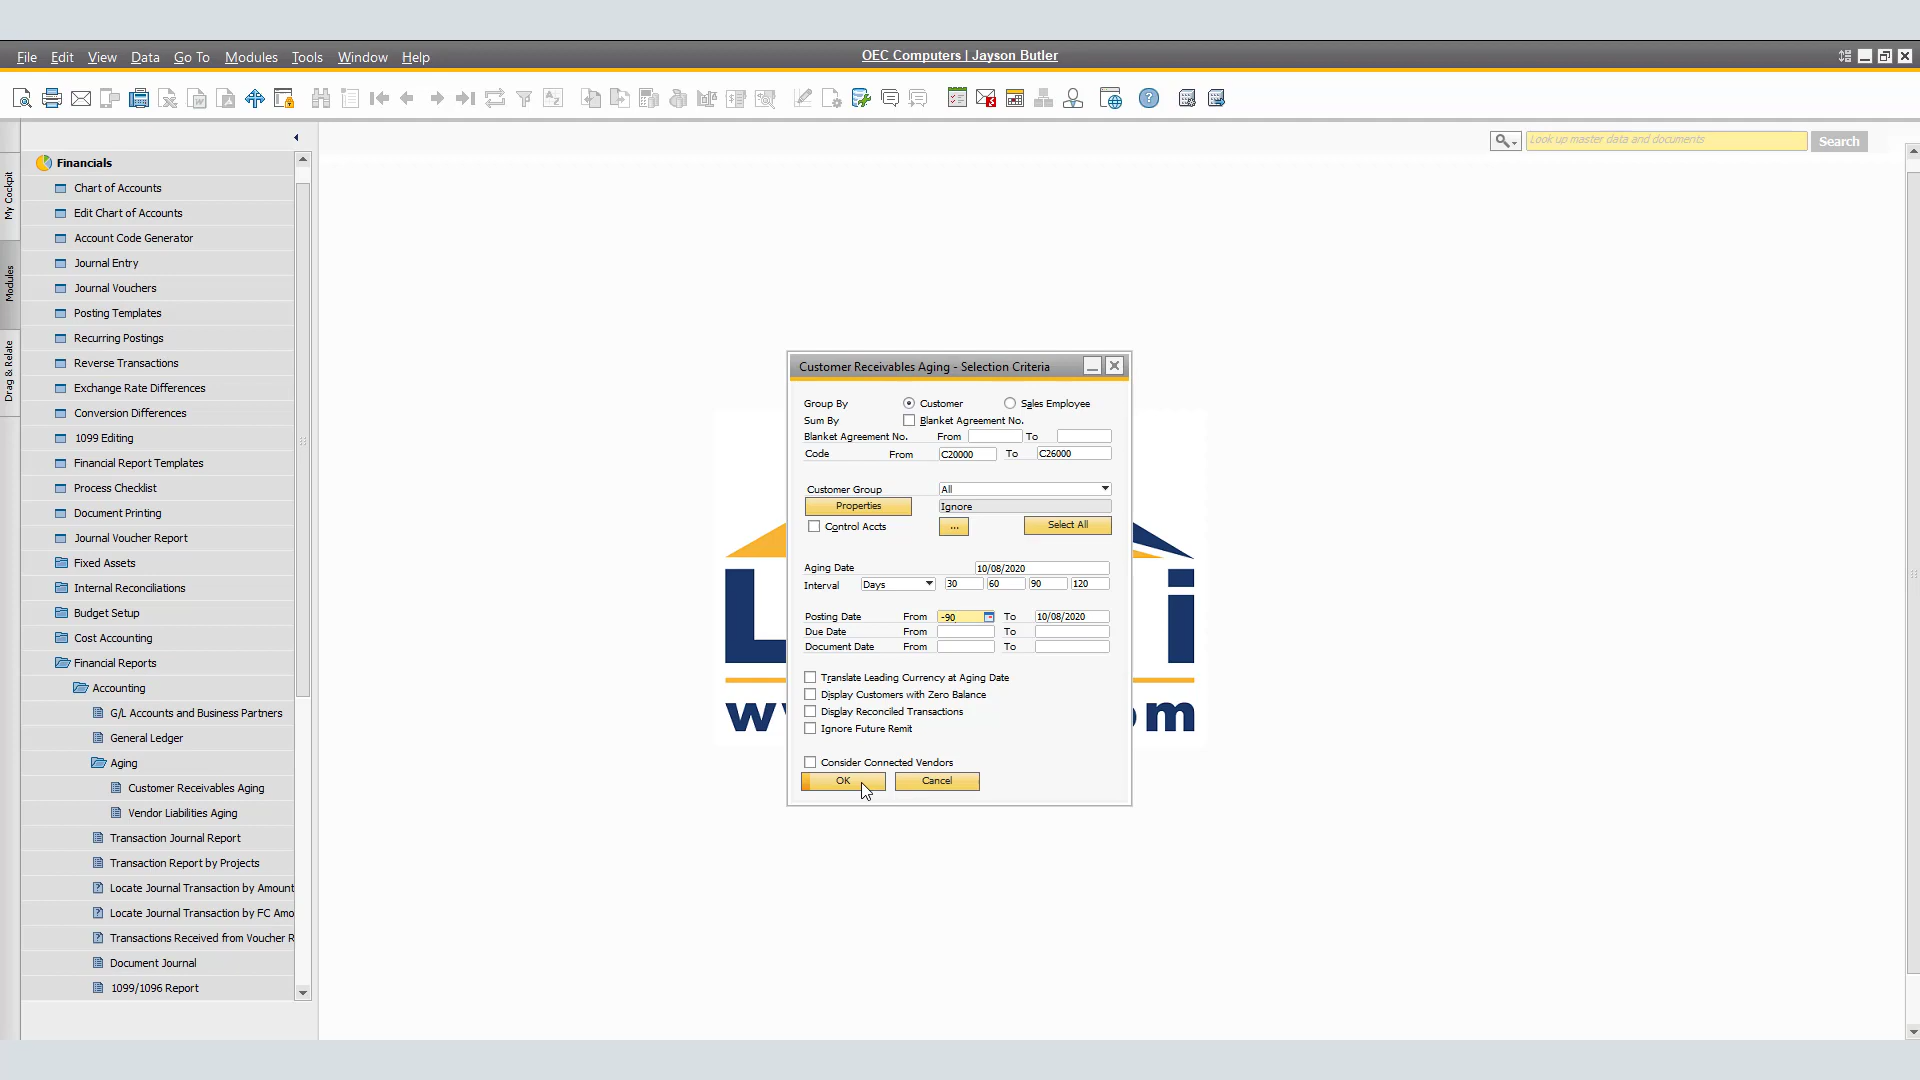 File Edit View Data Go To Modules Tools Window Help
OEC Computers | Jayson Butler
Look up master data and documents
Search
My Cockpit
Modules
Drag & Relate
Financials
Chart of Accounts
Edit Chart of Accounts
Account Code Generator
Journal Entry
Journal Vouchers
Posting Templates
Recurring Postings
Reverse Transactions
Exchange Rate Differences
Conversion Differences
1099 Editing
Financial Report Templates
Process Checklist
Document Printing
Journal Voucher Report
Fixed Assets
Internal Reconciliations
Budget Setup
Cost Accounting
Financial Reports
Accounting
G/L Accounts and Business Partners
General Ledger
Aging
Customer Receivables Aging
Vendor Liabilities Aging
Transaction Journal Report
Transaction Report by Projects
Locate Journal Transaction by Amount
Locate Journal Transaction by FC Amo
Transactions Received from Voucher R
Document Journal
1099/1096 Report
Customer Receivables Aging - Selection Criteria
Group By Customer Sales Employee
Sum By Blanket Agreement No.
Blanket Agreement No. From To
Code From C20000 To C26000
Customer Group All
Properties Ignore
Control Accts ... Select All
Aging Date 10/08/2020
Interval Days 30 60 90 120
Posting Date From -90 To 10/08/2020
Due Date From To
Document Date From To
Translate Leading Currency at Aging Date
Display Customers with Zero Balance
Display Reconciled Transactions
Ignore Future Remit
Consider Connected Vendors
OK Cancel
L i
w m